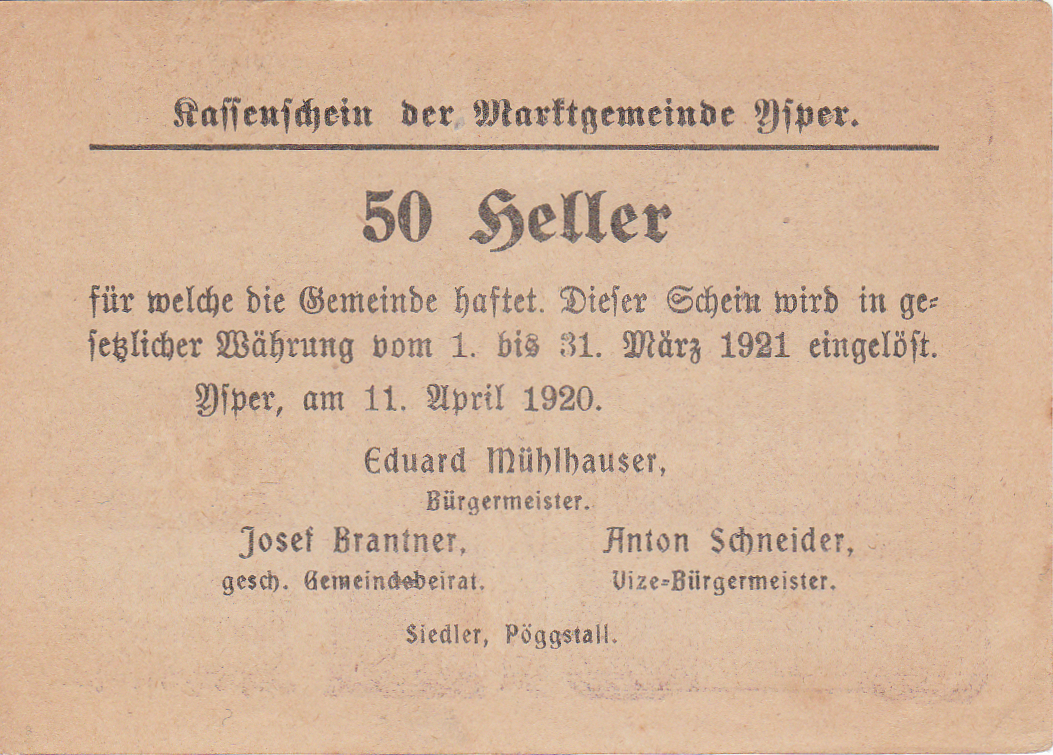 Kassenschein der Marktgemeinde Ysper.
50 Heller
für welche die Gemeinde haftet. Dieser Schein wird in ge-
setzlicher Währung vom 1. bis 31. März 1921 eingelöst.
Ysper, am 11. April 1920.
Eduard Mühlhauser,
Bürgermeister.
Josef Brantner, Anton Schneider,
gesch. Gemeindebeirat. Vize-Bürgermeister.
Siedler, Pöggstall.